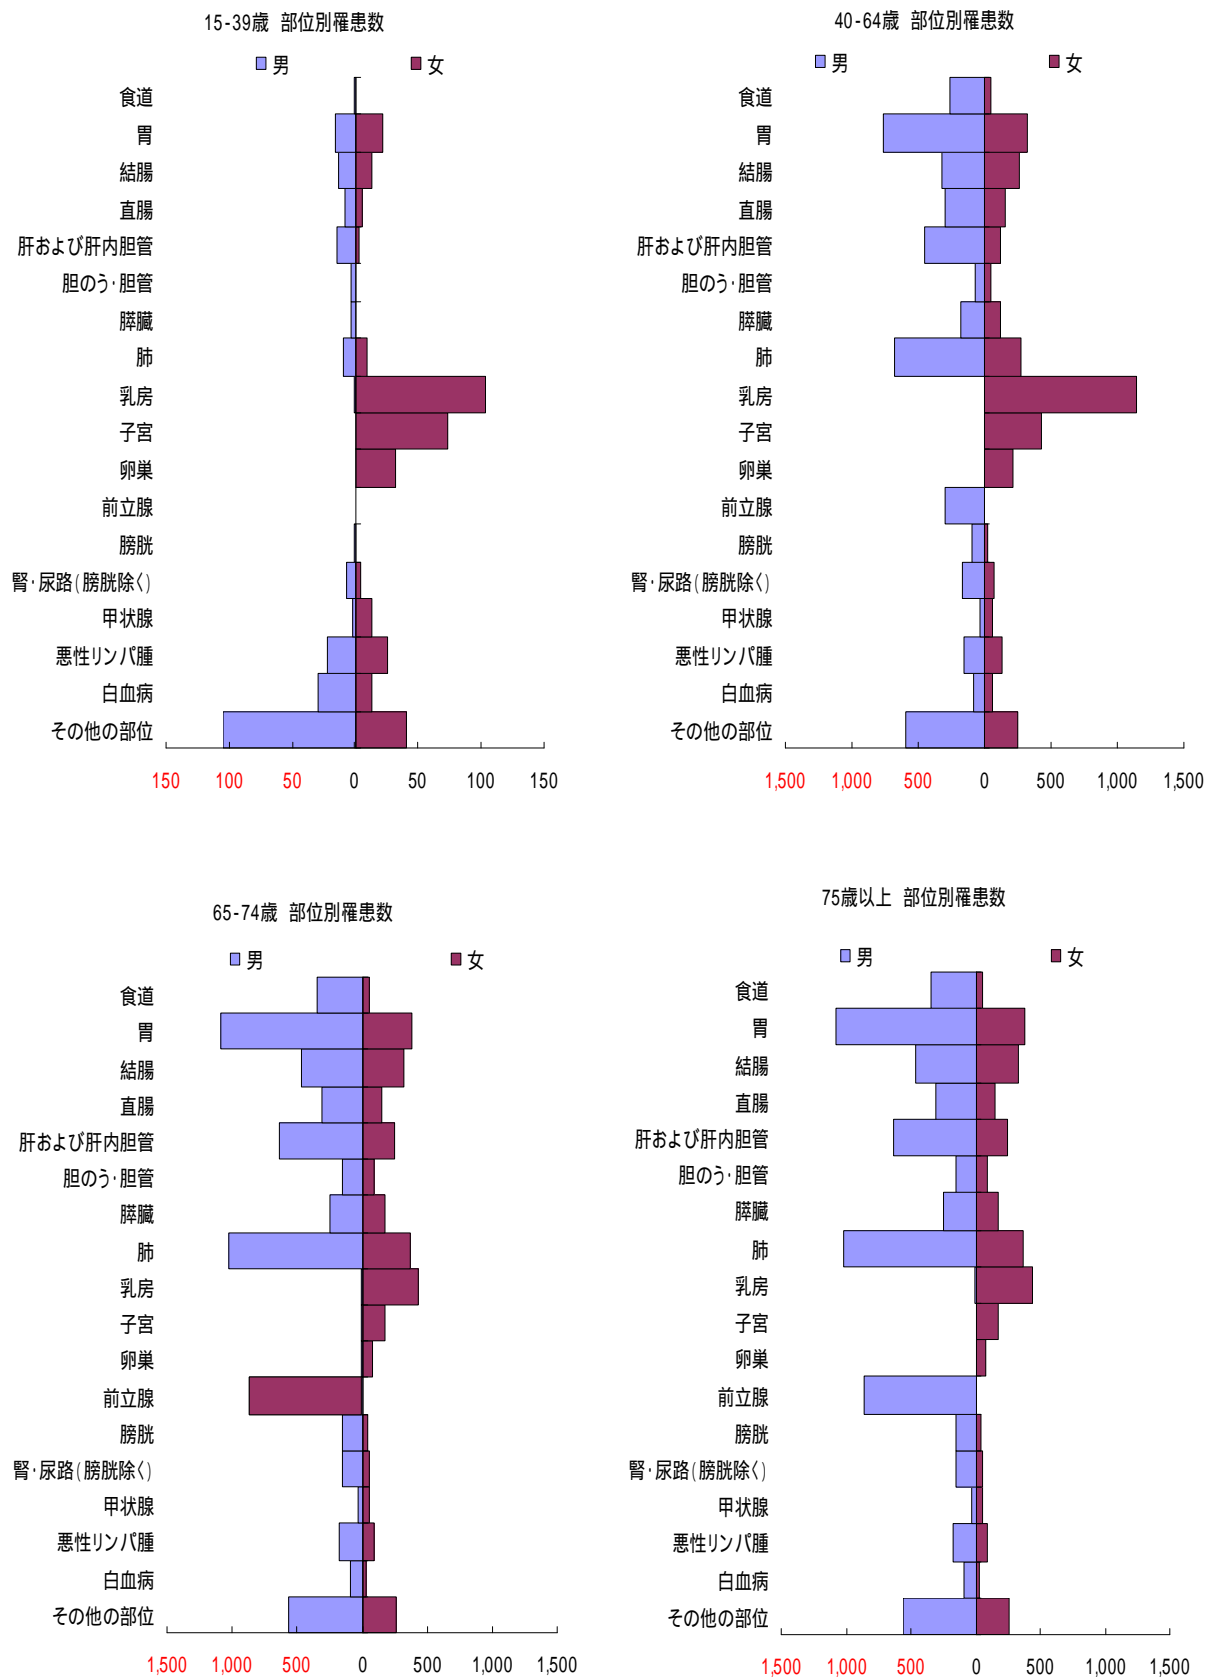 15-39歳 部位別罹患数
男 女
食道
胃
結腸
直腸
肝および肝内胆管
胆のう・胆管
膵臓
肺
乳房
子宮
卵巣
前立腺
膀胱
腎・尿路(膀胱除く)
甲状腺
悪性リンパ腫
白血病
その他の部位
150 100 50 0 50 100 150
40-64歳 部位別罹患数
男 女
食道
胃
結腸
直腸
肝および肝内胆管
胆のう・胆管
膵臓
肺
乳房
子宮
卵巣
前立腺
膀胱
腎・尿路(膀胱除く)
甲状腺
悪性リンパ腫
白血病
その他の部位
1,500 1,000 500 0 500 1,000 1,500
65-74歳 部位別罹患数
男 女
食道
胃
結腸
直腸
肝および肝内胆管
胆のう・胆管
膵臓
肺
乳房
子宮
卵巣
前立腺
膀胱
腎・尿路(膀胱除く)
甲状腺
悪性リンパ腫
白血病
その他の部位
1,500 1,000 500 0 500 1,000 1,500
75歳以上 部位別罹患数
男 女
食道
胃
結腸
直腸
肝および肝内胆管
胆のう・胆管
膵臓
肺
乳房
子宮
卵巣
前立腺
膀胱
腎・尿路(膀胱除く)
甲状腺
悪性リンパ腫
白血病
その他の部位
1,500 1,000 500 0 500 1,000 1,500